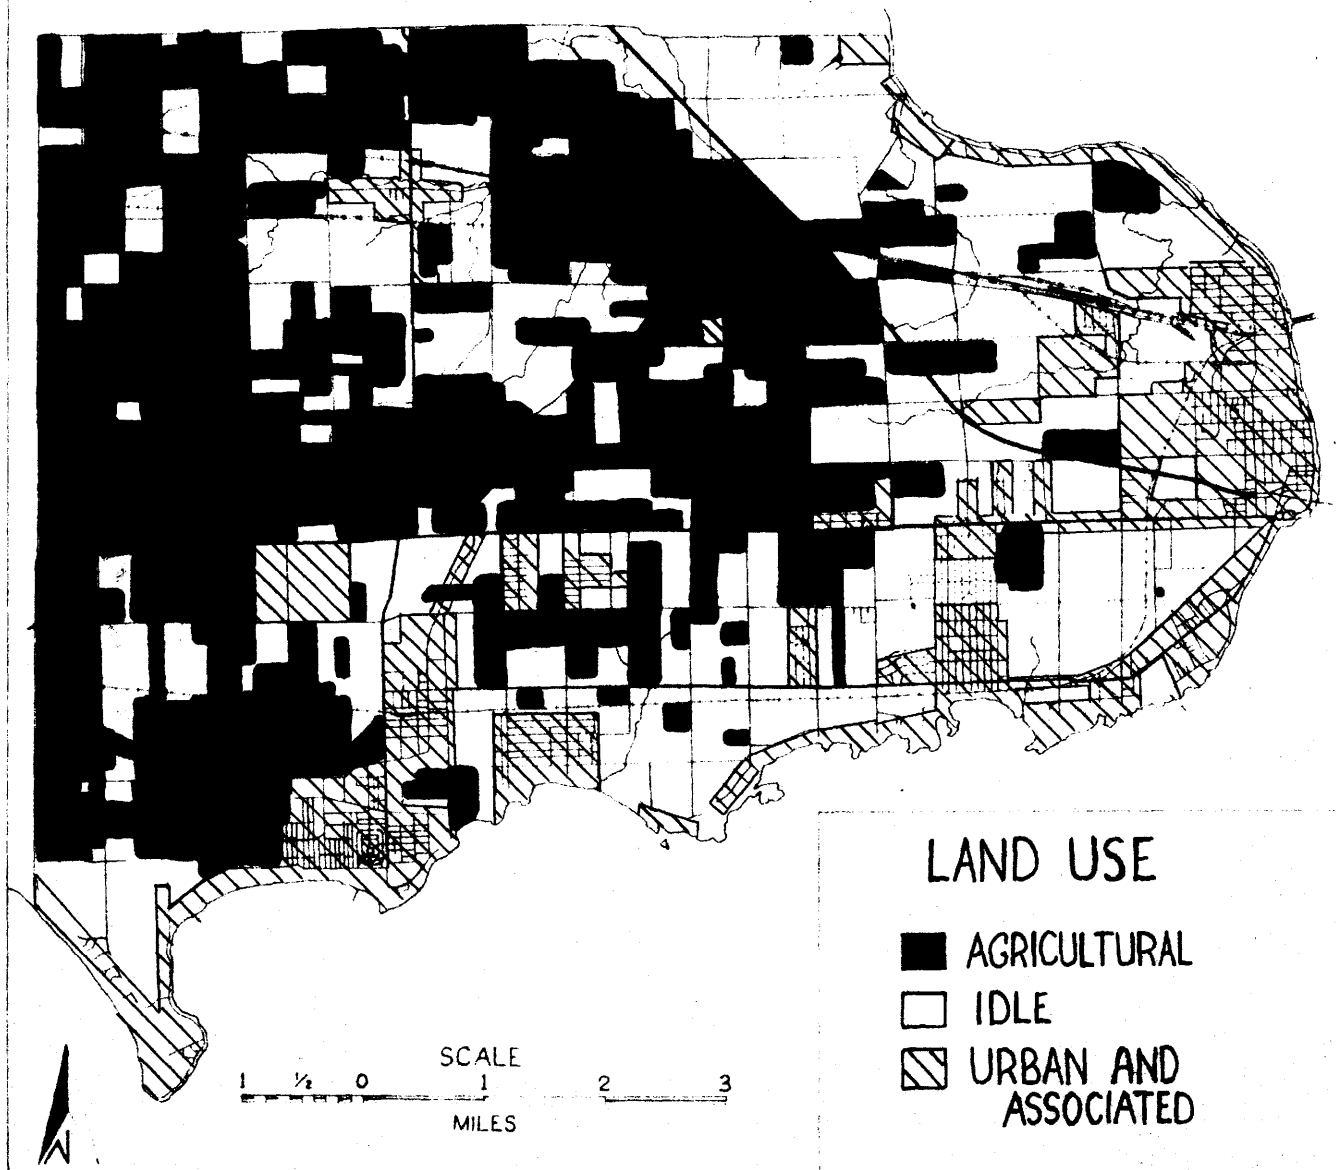 LAND USE
AGRICULTURAL
IDLE
URBAN AND
ASSOCIATED
SCALE
1 ½ 0 1 2 3
MILES
N